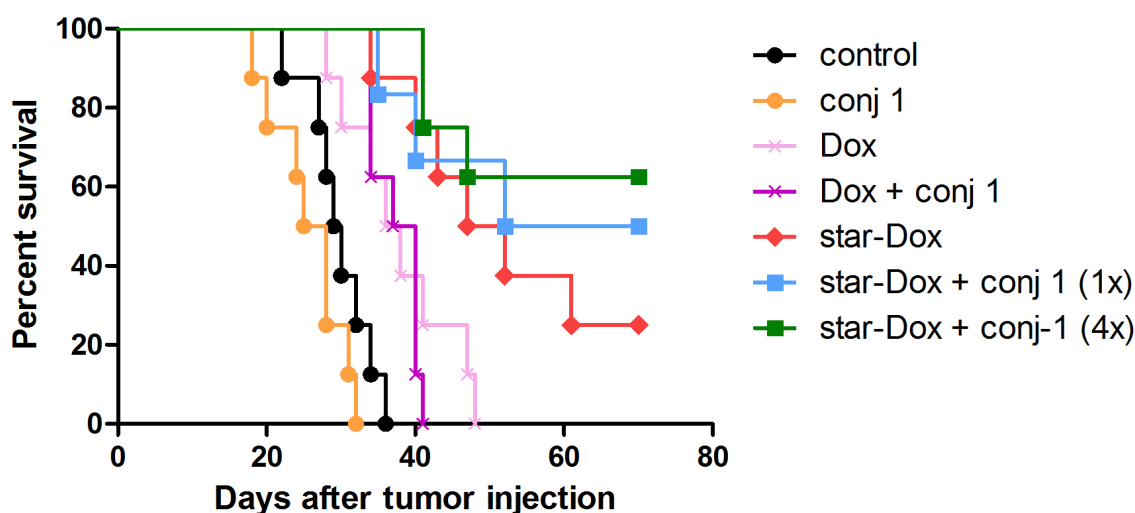 100
80
60
40
20
0
Percent survival
0 20 40 60 80
Days after tumor injection
control
conj 1
Dox
Dox + conj 1
star-Dox
star-Dox + conj 1 (1x)
star-Dox + conj-1 (4x)